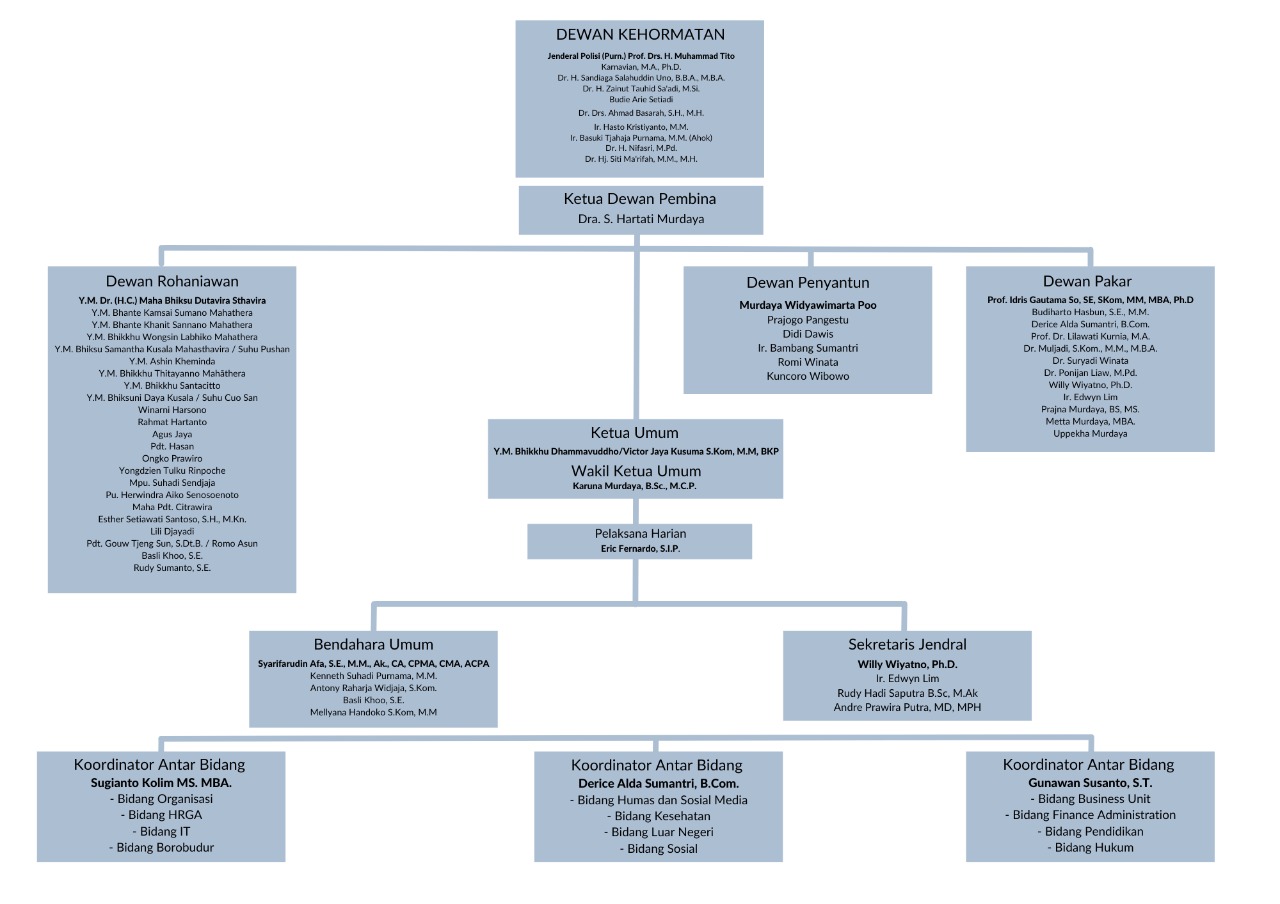 DEWAN KEHORMATAN
Jenderal Polisi (Purn.) Prof. Drs. H. Muhammad Tito
Karnavian, M.A., Ph.D.
Dr. H. Sandiaga Salahuddin Uno, B.B.A., M.B.A.
Dr. H. Zainut Tauhid Sa'adi, M.Si.
Budie Arie Setiadi
Dr. Drs. Ahmad Basarah, S.H., M.H.
Ir. Hasto Kristiyanto, M.M.
Ir. Basuki Tjahaja Purnama, M.M. (Ahok)
Dr. H. Nifasri, M.Pd.
Dr. Hj. Siti Ma'rifah, M.M., M.H.
Ketua Dewan Pembina
Dra. S. Hartati Murdaya
Dewan Rohaniawan
Y.M. Dr. (H.C.) Maha Bhiksu Dutavira Sthavira
Y.M. Bhante Kamsai Sumano Mahathera
Y.M. Bhante Khanit Sannano Mahathera
Y.M. Bhikkhu Wongsin Labhiko Mahathera
Y.M. Bhiksu Samantha Kusala Mahasthavira / Suhu Pushan
Y.M. Ashin Kheminda
Y.M. Bhikkhu Thitayanno Mahāthera
Y.M. Bhikkhu Santacitto
Y.M. Bhiksuni Daya Kusala / Suhu Cuo San
Winarni Harsono
Rahmat Hartanto
Agus Jaya
Pdt. Hasan
Ongko Prawiro
Yongdzien Tulku Rinpoche
Mpu. Suhadi Sendjaja
Pu. Herwindra Aiko Senosoenoto
Maha Pdt. Citrawira
Esther Setiawati Santoso, S.H., M.Kn.
Lili Djayadi
Pdt. Gouw Tjeng Sun, S.Dt.B. / Romo Asun
Basli Khoo, S.E.
Rudy Sumanto, S.E.
Dewan Penyantun
Murdaya Widyawimarta Poo
Prajogo Pangestu
Didi Dawis
Ir. Bambang Sumantri
Romi Winata
Kuncoro Wibowo
Dewan Pakar
Prof. Idris Gautama So, SE, SKom, MM, MBA, Ph.D
Budiharto Hasbun, S.E., M.M.
Derice Alda Sumantri, B.Com.
Prof. Dr. Lilawati Kurnia, M.A.
Dr. Muljadi, S.Kom., M.M., M.B.A.
Dr. Suryadi Winata
Dr. Ponijan Liaw, M.Pd.
Willy Wiyatno, Ph.D.
Ir. Edwyn Lim
Prajna Murdaya, BS, MS.
Metta Murdaya, MBA.
Uppekha Murdaya
Ketua Umum
Y.M. Bhikkhu Dhammavuddho/Victor Jaya Kusuma S.Kom, M.M, BKP
Wakil Ketua Umum
Karuna Murdaya, B.Sc., M.C.P.
Pelaksana Harian
Eric Fernardo, S.I.P.
Bendahara Umum
Syarifarudin Afa, S.E., M.M., Ak., CA, CPMA, CMA, ACPA
Kenneth Suhadi Purnama, M.M.
Antony Raharja Widjaja, S.Kom.
Basli Khoo, S.E.
Mellyana Handoko S.Kom, M.M
Sekretaris Jendral
Willy Wiyatno, Ph.D.
Ir. Edwyn Lim
Rudy Hadi Saputra B.Sc, M.Ak
Andre Prawira Putra, MD, MPH
Koordinator Antar Bidang
Sugianto Kolim MS. MBA.
- Bidang Organisasi
- Bidang HRGA
- Bidang IT
- Bidang Borobudur
Koordinator Antar Bidang
Derice Alda Sumantri, B.Com.
- Bidang Humas dan Sosial Media
- Bidang Kesehatan
- Bidang Luar Negeri
- Bidang Sosial
Koordinator Antar Bidang
Gunawan Susanto, S.T.
- Bidang Business Unit
- Bidang Finance Administration
- Bidang Pendidikan
- Bidang Hukum